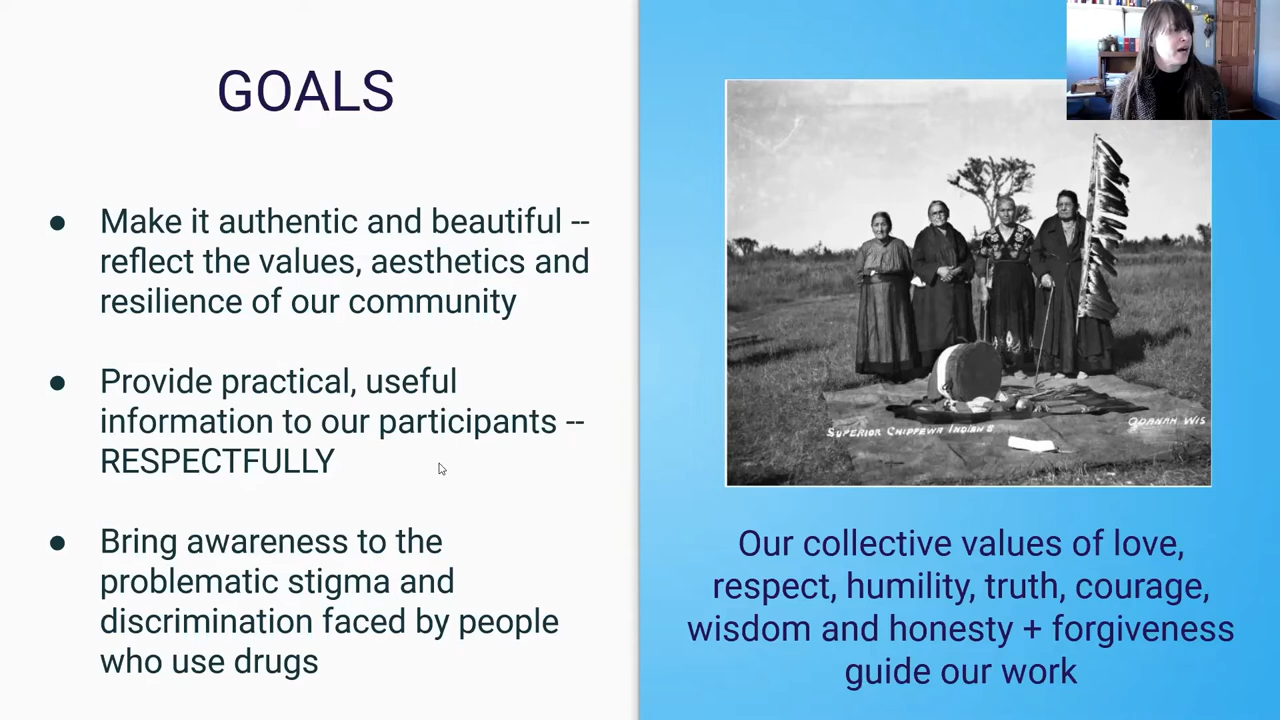 GOALS
● Make it authentic and beautiful --
reflect the values, aesthetics and
resilience of our community
● Provide practical, useful
information to our participants --
RESPECTFULLY
● Bring awareness to the
problematic stigma and
discrimination faced by people
who use drugs
SUPERIOR CHIPPEWA INDIANS
ODANAH WIS
Our collective values of love,
respect, humility, truth, courage,
wisdom and honesty + forgiveness
guide our work